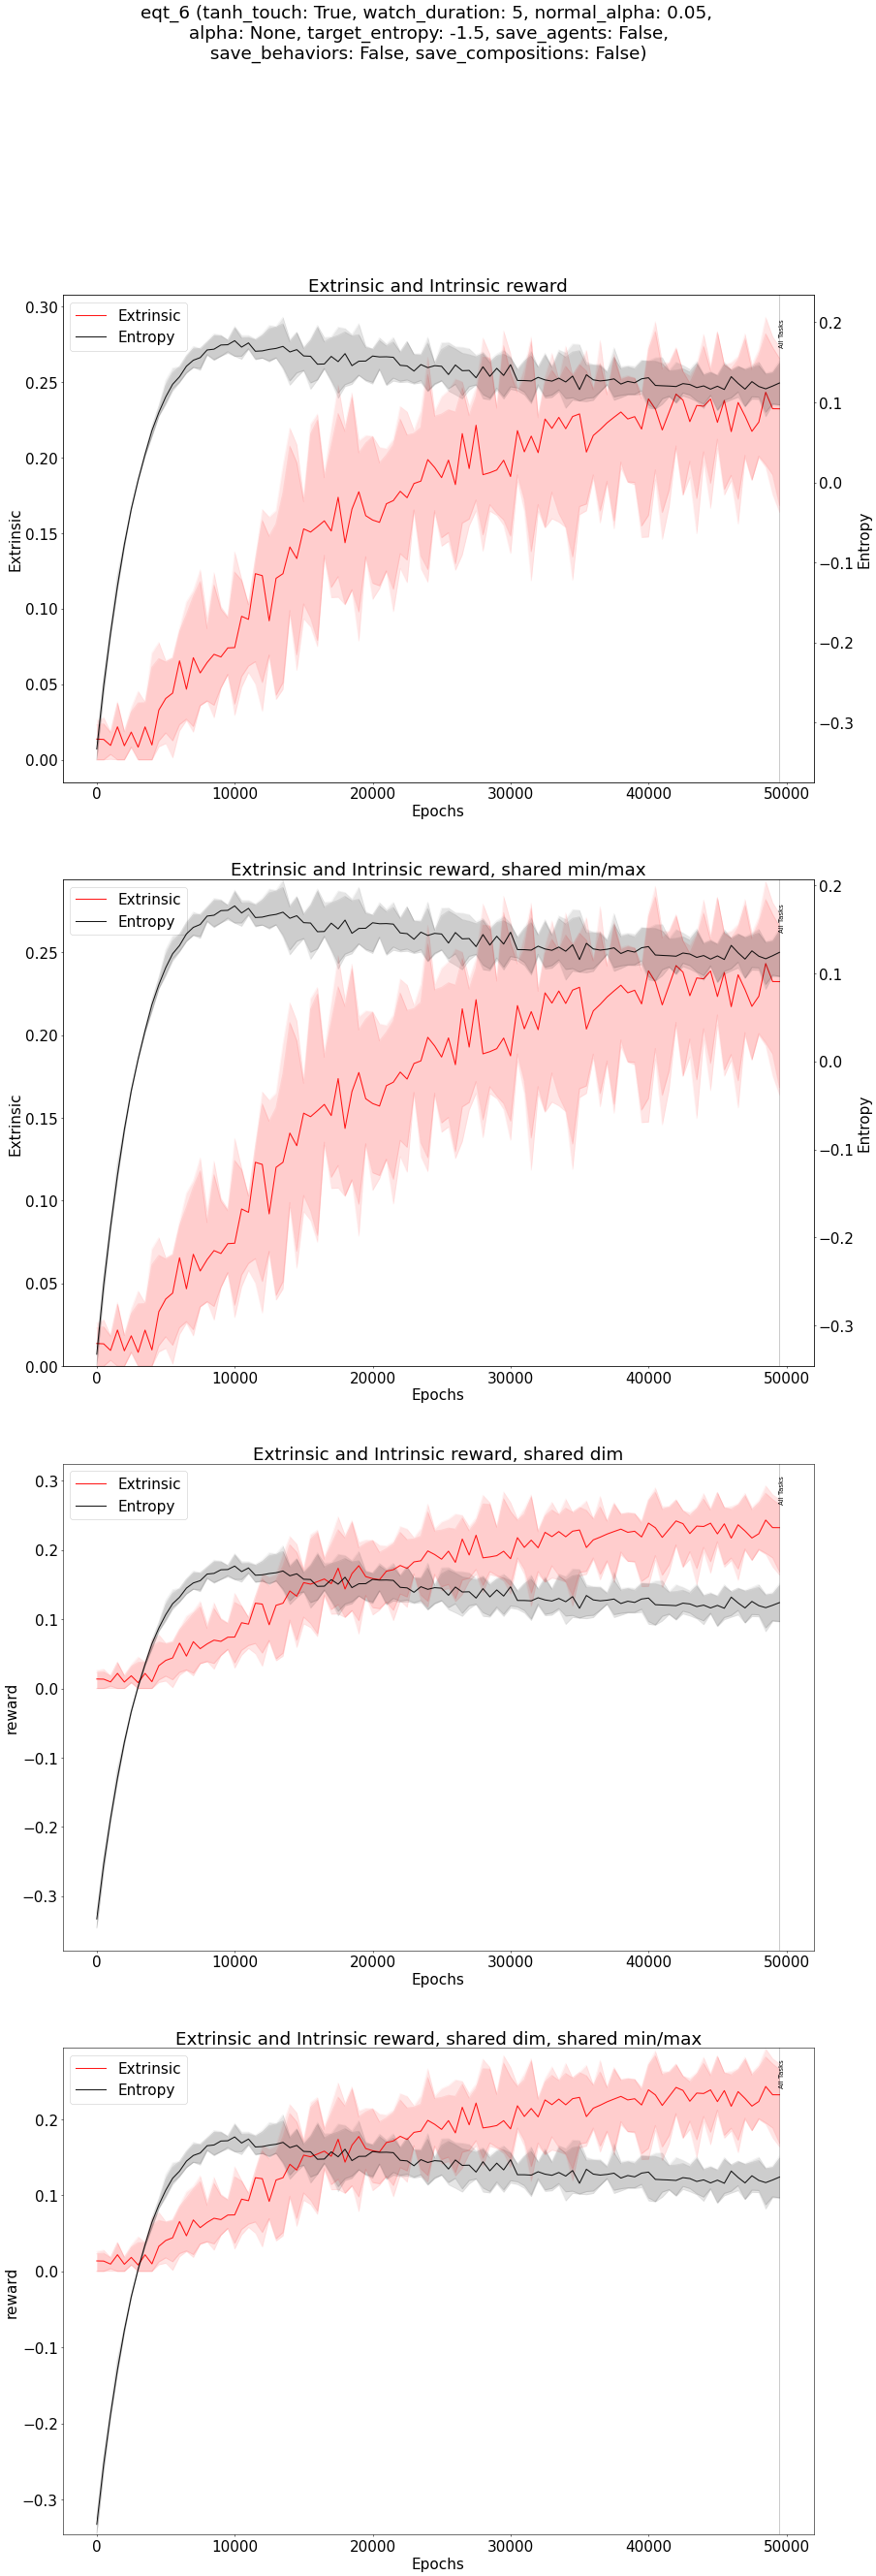 eqt_6 (tanh_touch: True, watch_duration: 5, normal_alpha: 0.05,
alpha: None, target_entropy: -1.5, save_agents: False,
save_behaviors: False, save_compositions: False)
Extrinsic and Intrinsic reward
Extrinsic
Entropy
All Tasks
0.30
0.25
0.20
0.15
0.10
0.05
0.00
Extrinsic
0.2
0.1
0.0
−0.1
−0.2
−0.3
Entropy
0 10000 20000 30000 40000 50000
Epochs
Extrinsic and Intrinsic reward, shared min/max
Extrinsic
Entropy
All Tasks
0.25
0.20
0.15
0.10
0.05
0.00
Extrinsic
0.2
0.1
0.0
−0.1
−0.2
−0.3
Entropy
0 10000 20000 30000 40000 50000
Epochs
Extrinsic and Intrinsic reward, shared dim
Extrinsic
Entropy
All Tasks
0.3
0.2
0.1
0.0
−0.1
−0.2
−0.3
reward
0 10000 20000 30000 40000 50000
Epochs
Extrinsic and Intrinsic reward, shared dim, shared min/max
Extrinsic
Entropy
All Tasks
0.2
0.1
0.0
−0.1
−0.2
−0.3
reward
0 10000 20000 30000 40000 50000
Epochs